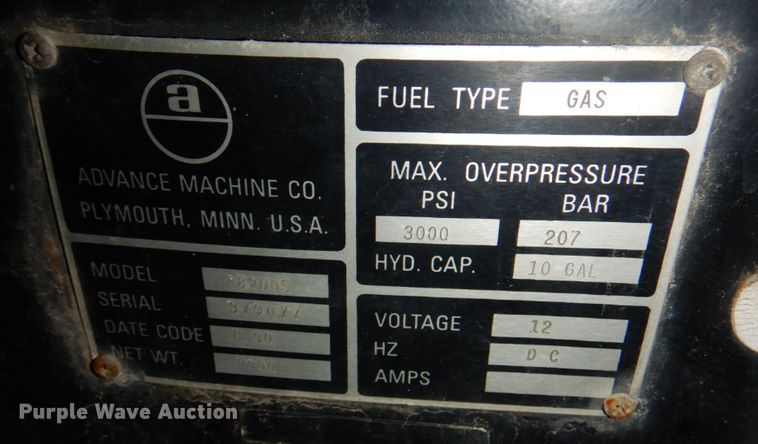 a
ADVANCE MACHINE CO.
PLYMOUTH, MINN. U.S.A.
MODEL
SERIAL 379077
DATE CODE
NET WT.
FUEL TYPE GAS
MAX. OVERPRESSURE
PSI BAR
3000 207
HYD. CAP. 10 GAL
VOLTAGE 12
HZ D C
AMPS
Purple Wave Auction